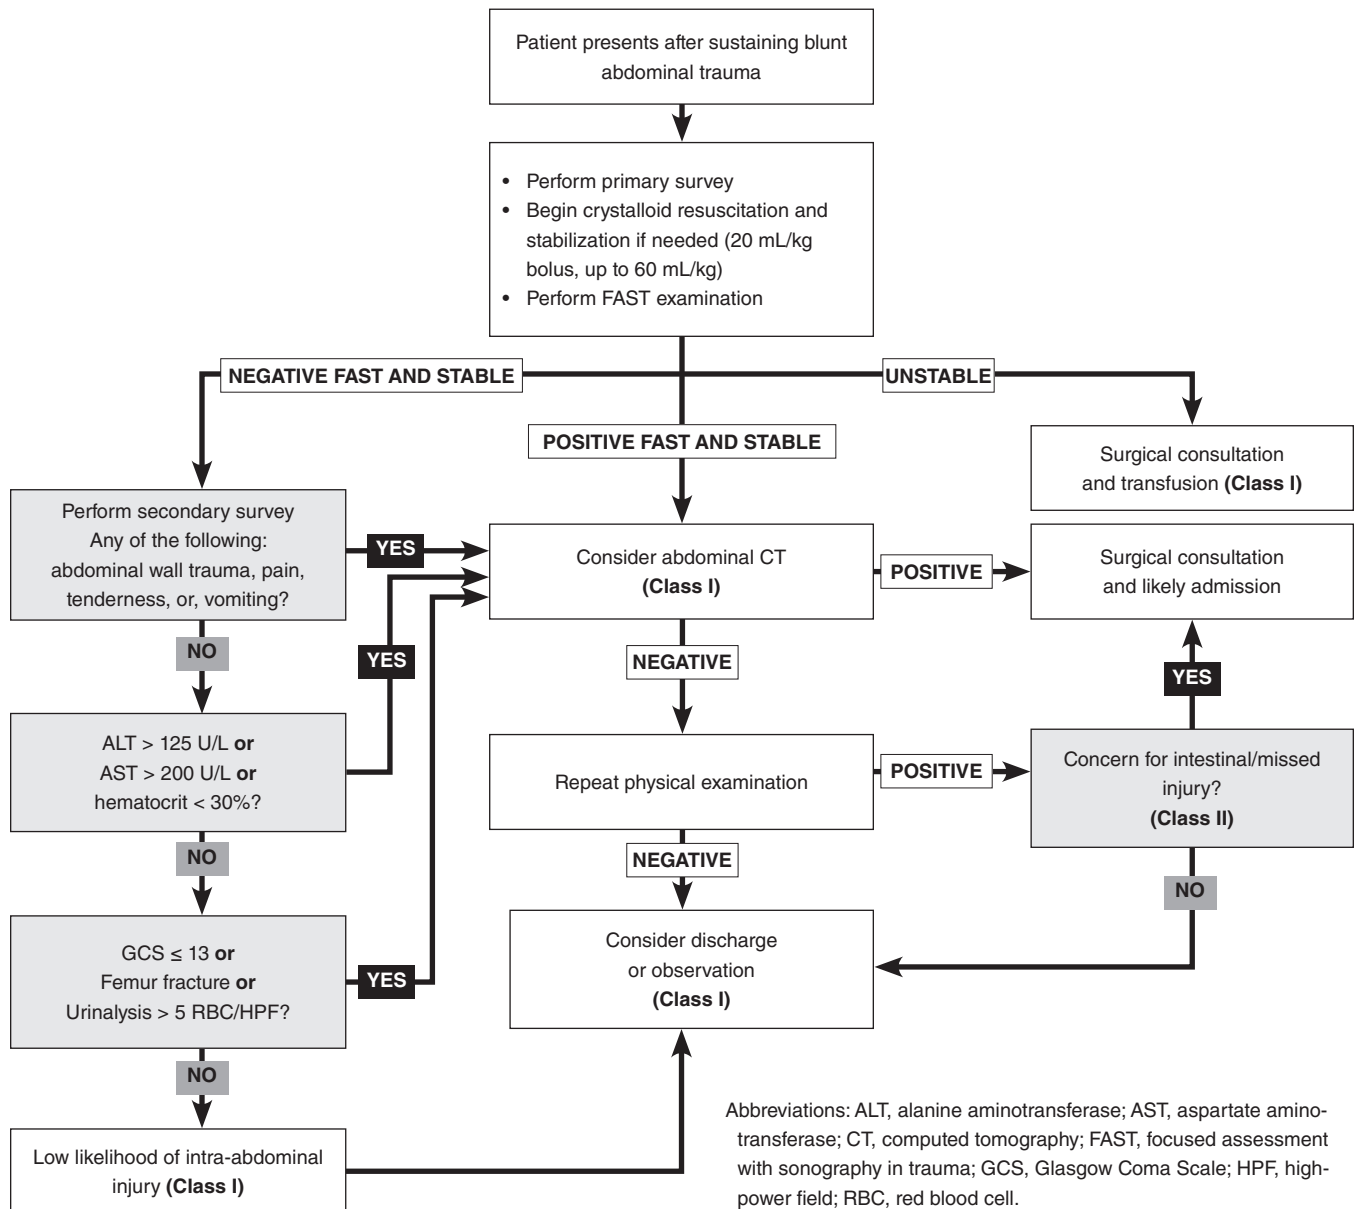 Patient presents after sustaining blunt
abdominal trauma
• Perform primary survey
• Begin crystalloid resuscitation and
stabilization if needed (20 mL/kg
bolus, up to 60 mL/kg)
• Perform FAST examination
NEGATIVE FAST AND STABLE
UNSTABLE
POSITIVE FAST AND STABLE
Surgical consultation
and transfusion (Class I)
Perform secondary survey
Any of the following:
abdominal wall trauma, pain,
tenderness, or, vomiting?
YES
Consider abdominal CT
(Class I)
POSITIVE
Surgical consultation
and likely admission
NO
YES
NEGATIVE
YES
ALT > 125 U/L or
AST > 200 U/L or
hematocrit < 30%?
Repeat physical examination
POSITIVE
Concern for intestinal/missed
injury?
(Class II)
NO
NEGATIVE
NO
GCS ≤ 13 or
Femur fracture or
Urinalysis > 5 RBC/HPF?
YES
Consider discharge
or observation
(Class I)
NO
Low likelihood of intra-abdominal
injury (Class I)
Abbreviations: ALT, alanine aminotransferase; AST, aspartate amino-
transferase; CT, computed tomography; FAST, focused assessment
with sonography in trauma; GCS, Glasgow Coma Scale; HPF, high-
power field; RBC, red blood cell.